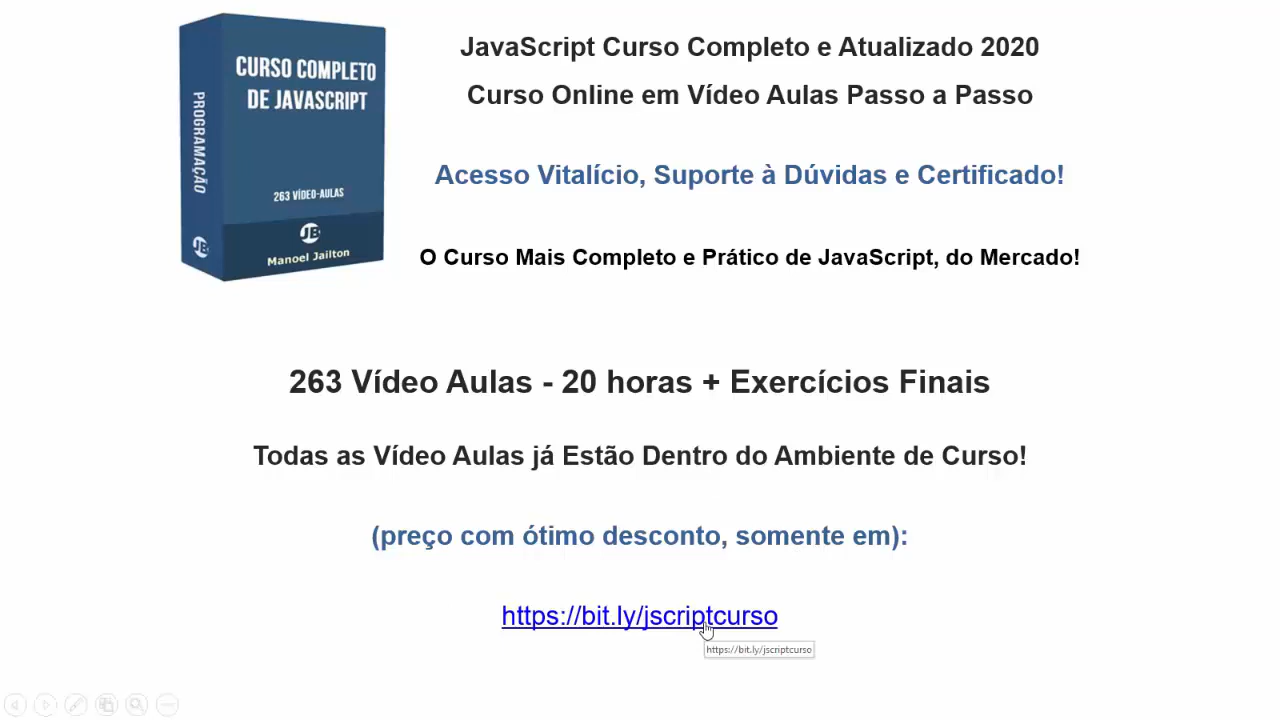 CURSO COMPLETO
DE JAVASCRIPT
PROGRAMAÇÃO
263 VÍDEO-AULAS
JB
JB
Manoel Jailton
JavaScript Curso Completo e Atualizado 2020
Curso Online em Vídeo Aulas Passo a Passo
Acesso Vitalício, Suporte à Dúvidas e Certificado!
O Curso Mais Completo e Prático de JavaScript, do Mercado!
263 Vídeo Aulas - 20 horas + Exercícios Finais
Todas as Vídeo Aulas já Estão Dentro do Ambiente de Curso!
(preço com ótimo desconto, somente em):
https://bit.ly/jscriptcurso
https://bit.ly/jscriptcurso